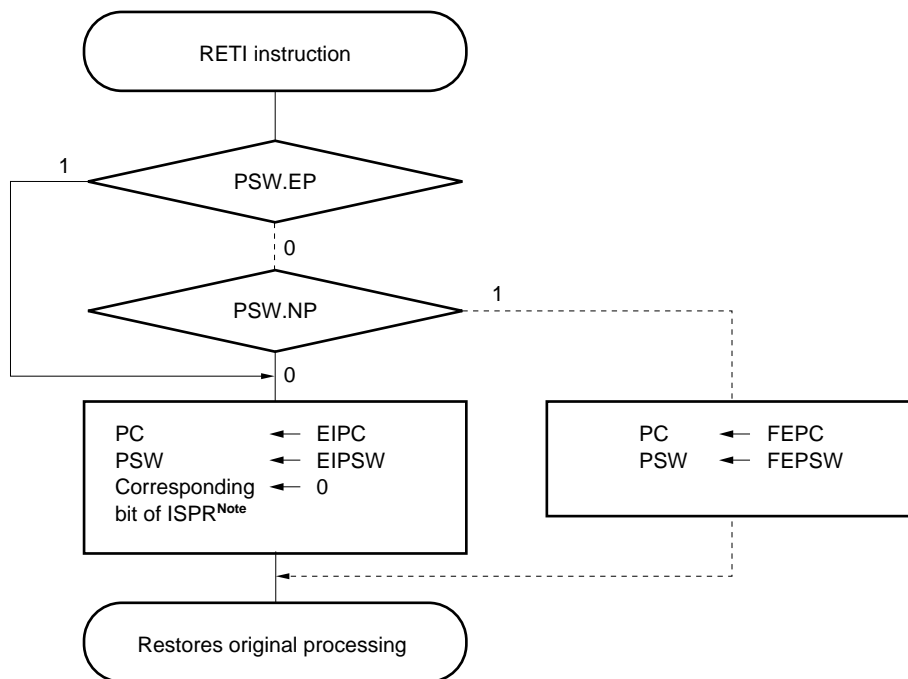 RETI instruction
1
PSW.EP
0
PSW.NP
1
0
PC ← EIPC
PSW ← EIPSW
Corresponding ← 0
bit of ISPRNote
PC ← FEPC
PSW ← FEPSW
Restores original processing